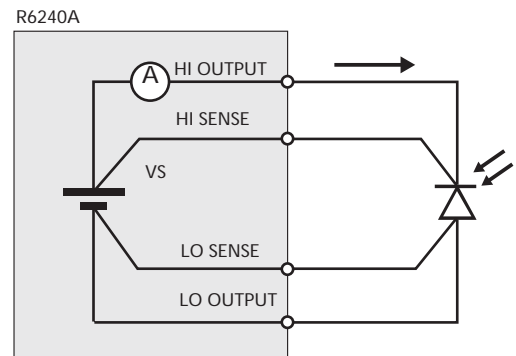 R6240A
A
HI OUTPUT
HI SENSE
VS
LO SENSE
LO OUTPUT